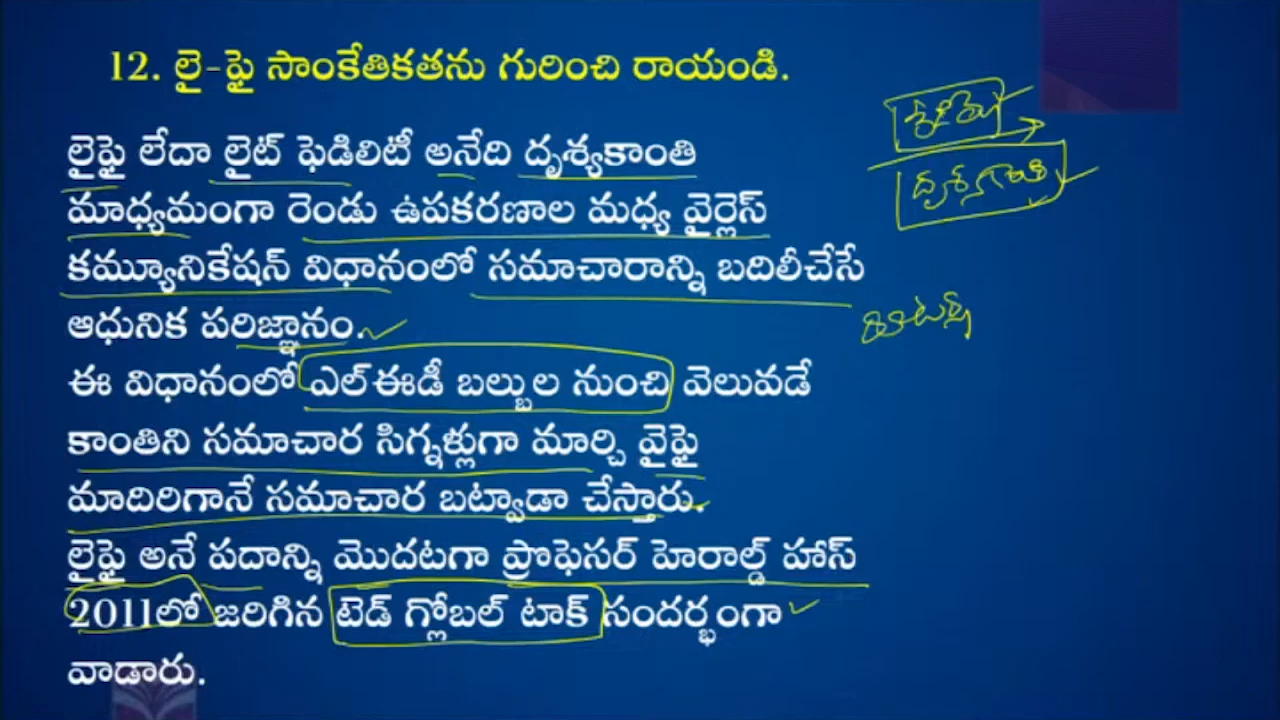 12. లై-ఫై సాంకేతికతను గురించి రాయండి.
లైఫై లేదా లైట్ ఫెడిలిటీ అనేది దృశ్యకాంతి
మాధ్యమంగా రెండు ఉపకరణాల మధ్య వైర్లెస్
కమ్యూనికేషన్ విధానంలో సమాచారాన్ని బదిలీచేసే
ఆధునిక పరిజ్ఞానం.
ఈ విధానంలో ఎల్ఈడీ బల్బుల నుంచి వెలువడే
కాంతిని సమాచార సిగ్నళ్లుగా మార్చి వైఫై
మాదిరిగానే సమాచార బట్వాడా చేస్తారు.
లైఫై అనే పదాన్ని మొదటగా ప్రొఫెసర్ హెరాల్డ్ హాస్
2011లో జరిగిన టెడ్ గ్లోబల్ టాక్ సందర్భంగా
వాడారు.